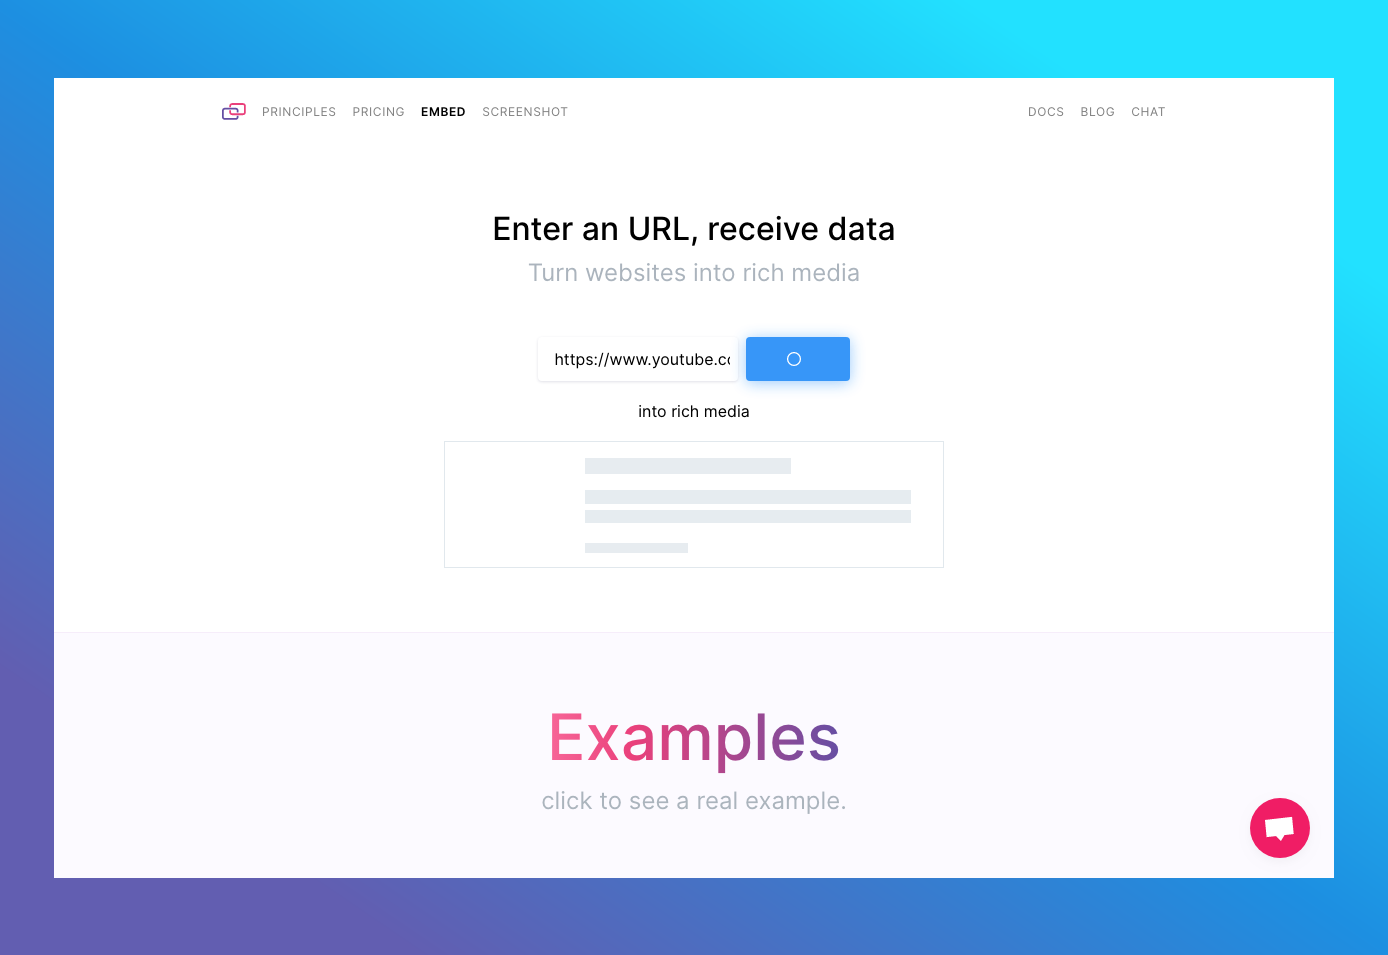 PRINCIPLES PRICING EMBED SCREENSHOT DOCS BLOG CHAT
Enter an URL, receive data
Turn websites into rich media
https://www.youtube.co
into rich media
Examples
click to see a real example.